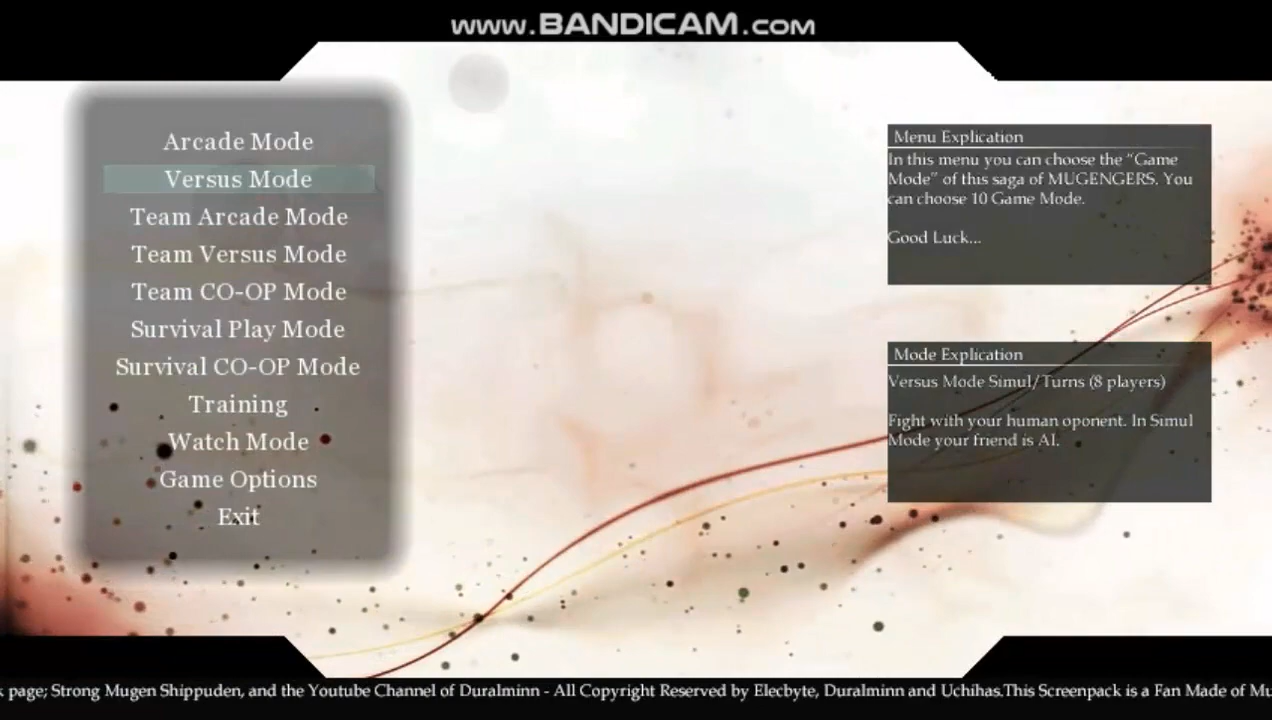 www.BANDICAM.com
Arcade Mode
Versus Mode
Team Arcade Mode
Team Versus Mode
Team CO-OP Mode
Survival Play Mode
Survival CO-OP Mode
Training
Watch Mode
Game Options
Exit
Menu Explication
In this menu you can choose the "Game
Mode" of this saga of MUGENGERS. You
can choose 10 Game Mode.
Good Luck...
Mode Explication
Versus Mode Simul/Turns (8 players)
Fight with your human oponent. In Simul
Mode your friend is AI.
k page; Strong Mugen Shippuden, and the Youtube Channel of Duralminn - All Copyright Reserved by Elecbyte, Duralminn and Uchihas.This Screenpack is a Fan Made of Mu